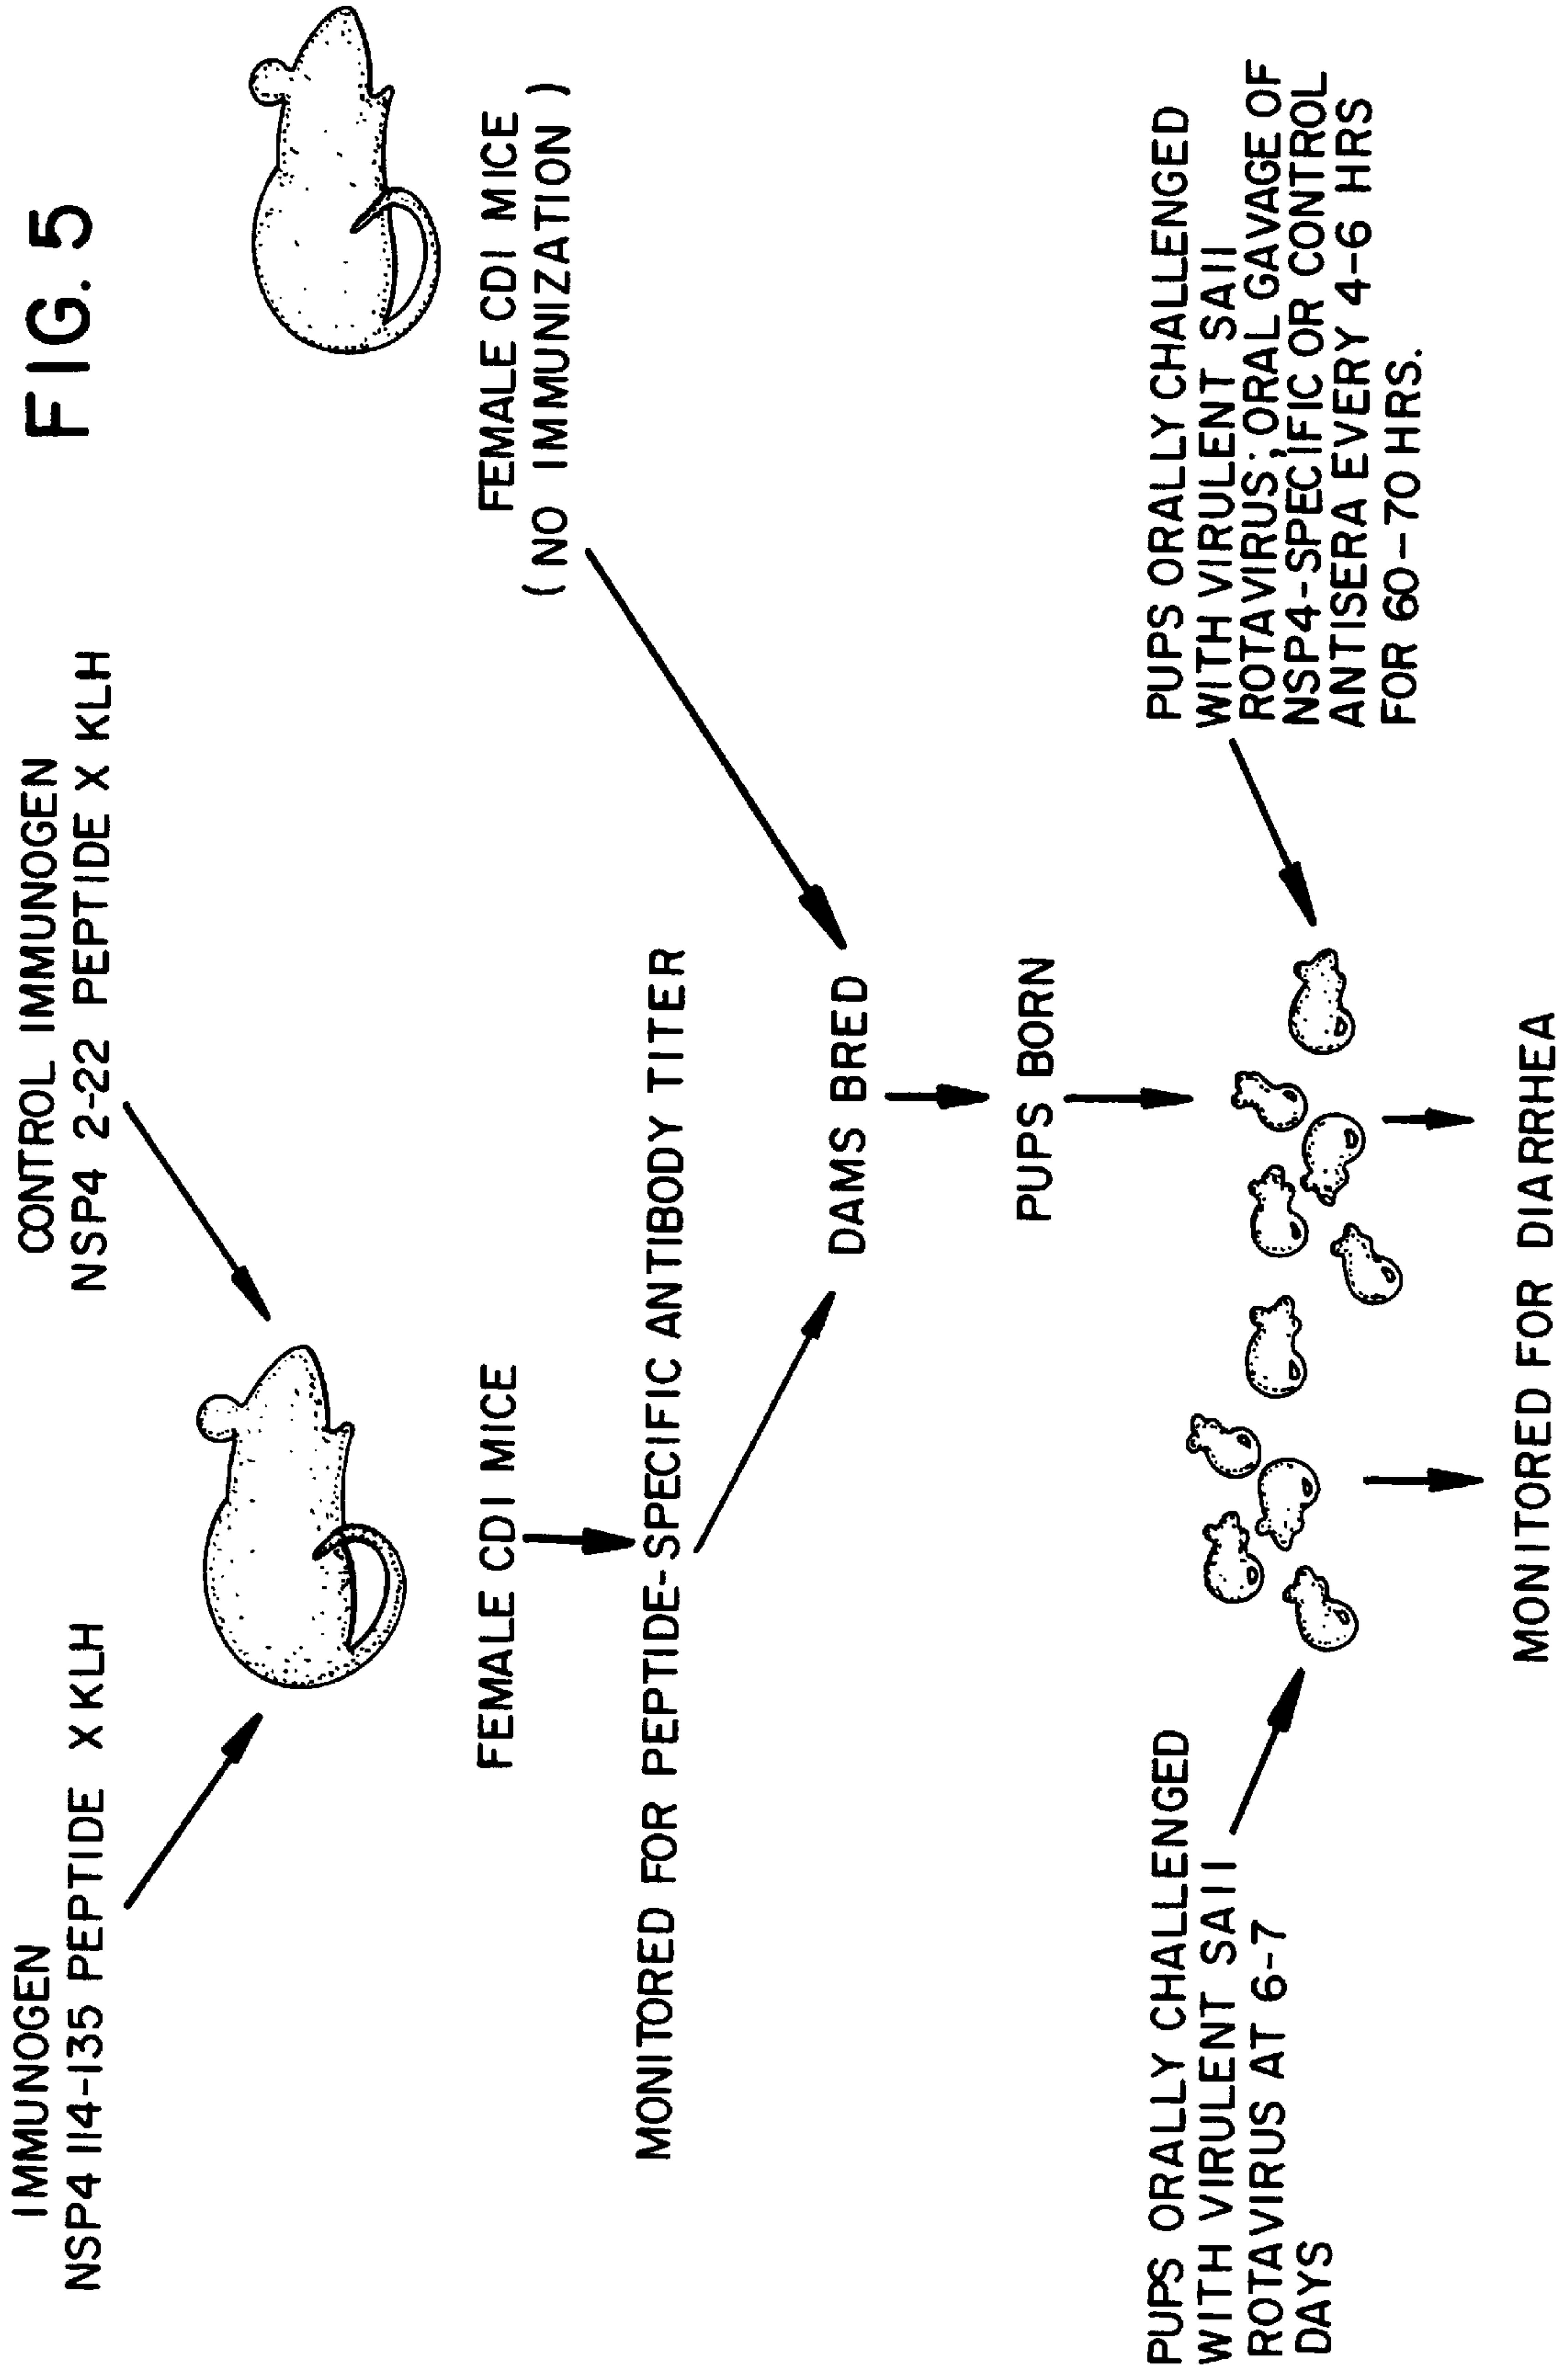 FIG. 5
IMMUNOGEN
NSP4 114-135 PEPTIDE X KLH
CONTROL IMMUNOGEN
NSP4 2-22 PEPTIDE X KLH
FEMALE CDI MICE
FEMALE CDI MICE
( NO IMMUNIZATION )
MONITORED FOR PEPTIDE-SPECIFIC ANTIBODY TITER
DAMS BRED
PUPS BORN
PUPS ORALLY CHALLENGED
WITH VIRULENT SA11
ROTAVIRUS AT 6-7
DAYS
PUPS ORALLY CHALLENGED
WITH VIRULENT SA11
ROTAVIRUS; ORAL GAVAGE OF
NSP4-SPECIFIC OR CONTROL
ANTISERA EVERY 4-6 HRS
FOR 60-70 HRS.
MONITORED FOR DIARRHEA